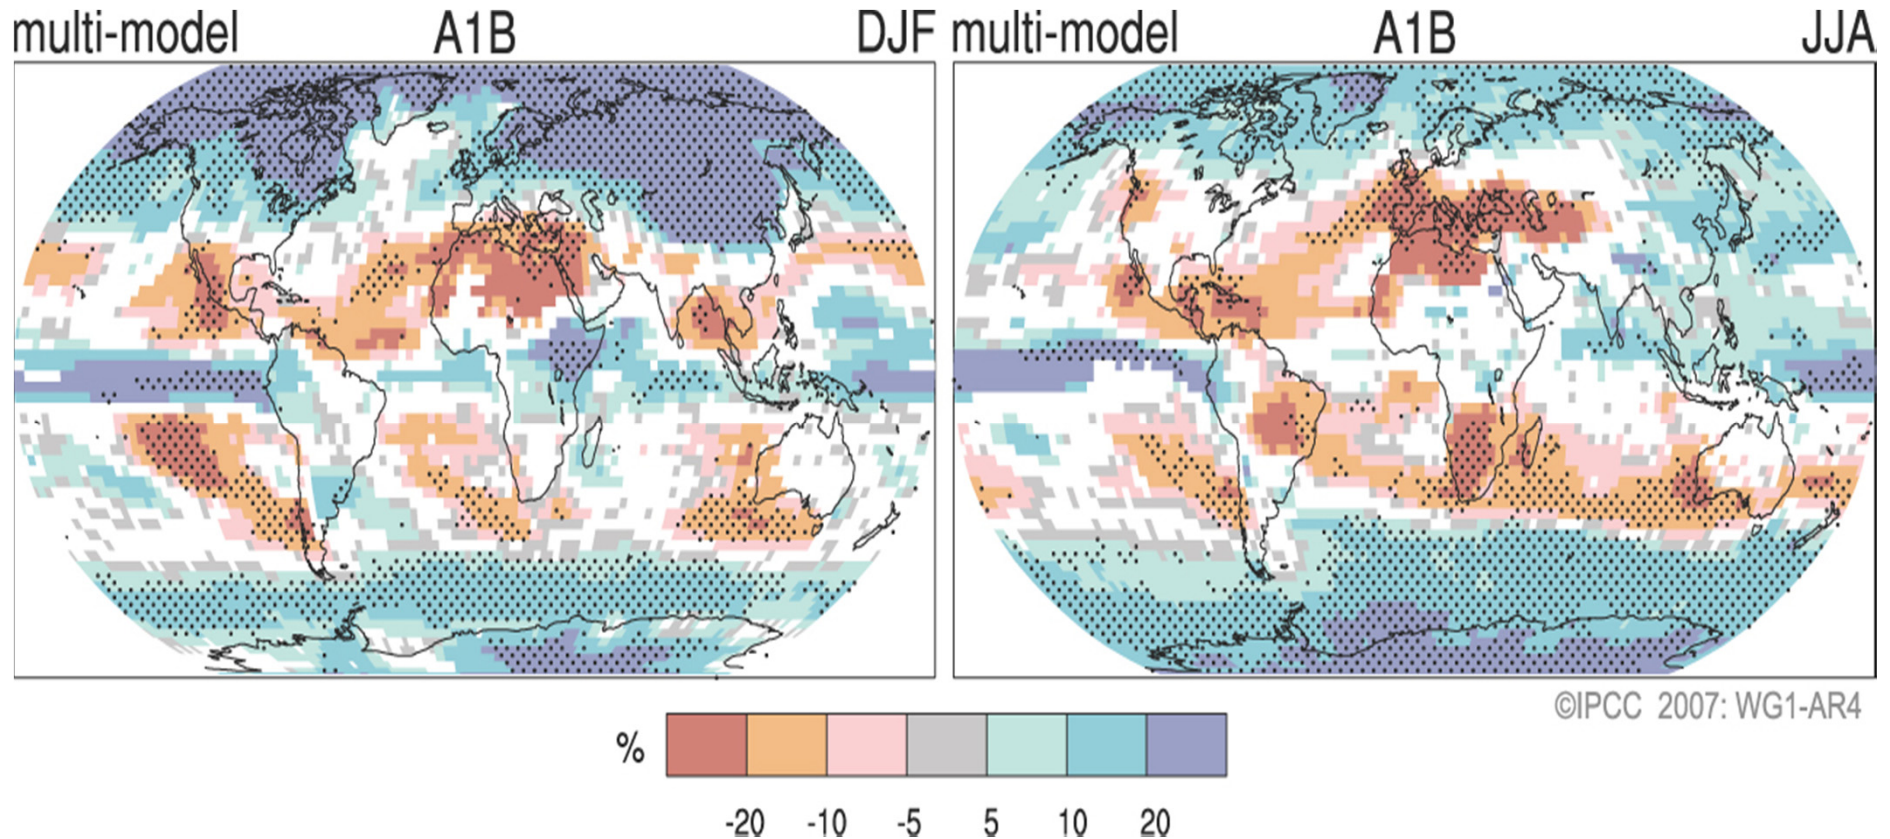 multi-model A1B DJF
multi-model A1B JJA
©IPCC 2007: WG1-AR4
%
-20 -10 -5 5 10 20